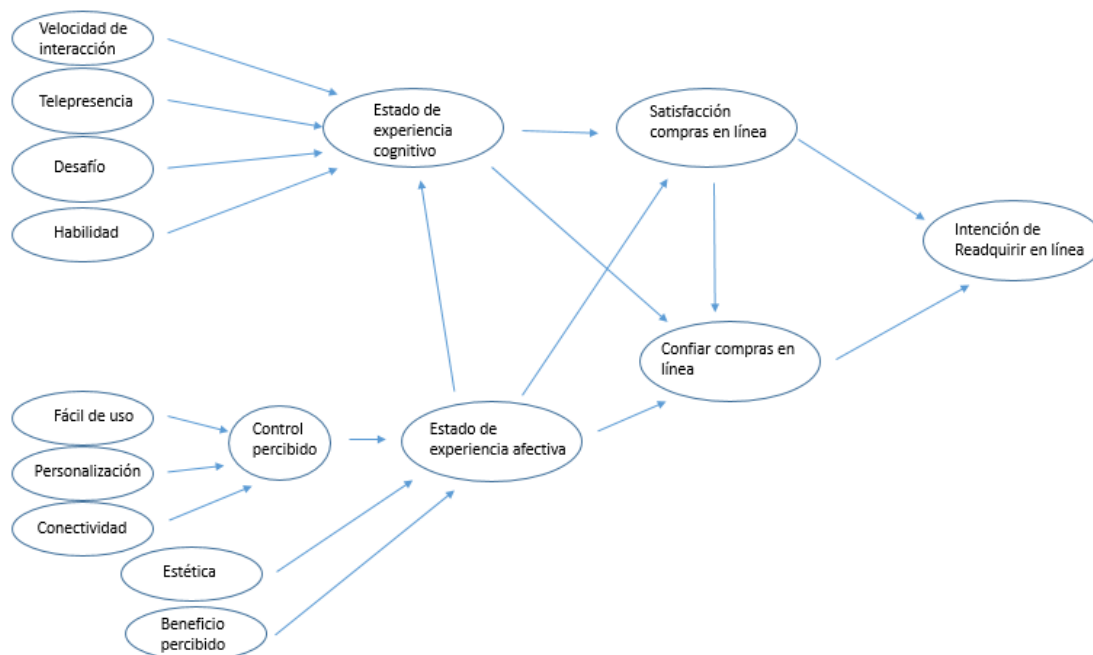 Velocidad de
interacción
Telepresencia
Desafío
Habilidad
Estado de
experiencia
cognitivo
Satisfacción
compras en línea
Intención de
Readquirir en línea
Confiar compras en
línea
Fácil de uso
Personalización
Conectividad
Control
percibido
Estado de
experiencia afectiva
Estética
Beneficio
percibido